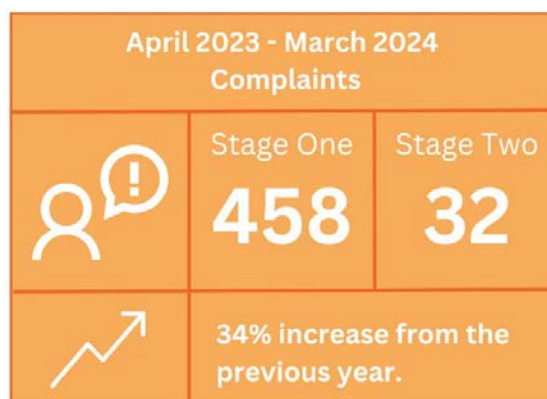 April 2023 - March 2024
Complaints
Stage One
458
Stage Two
32
34% increase from the
previous year.